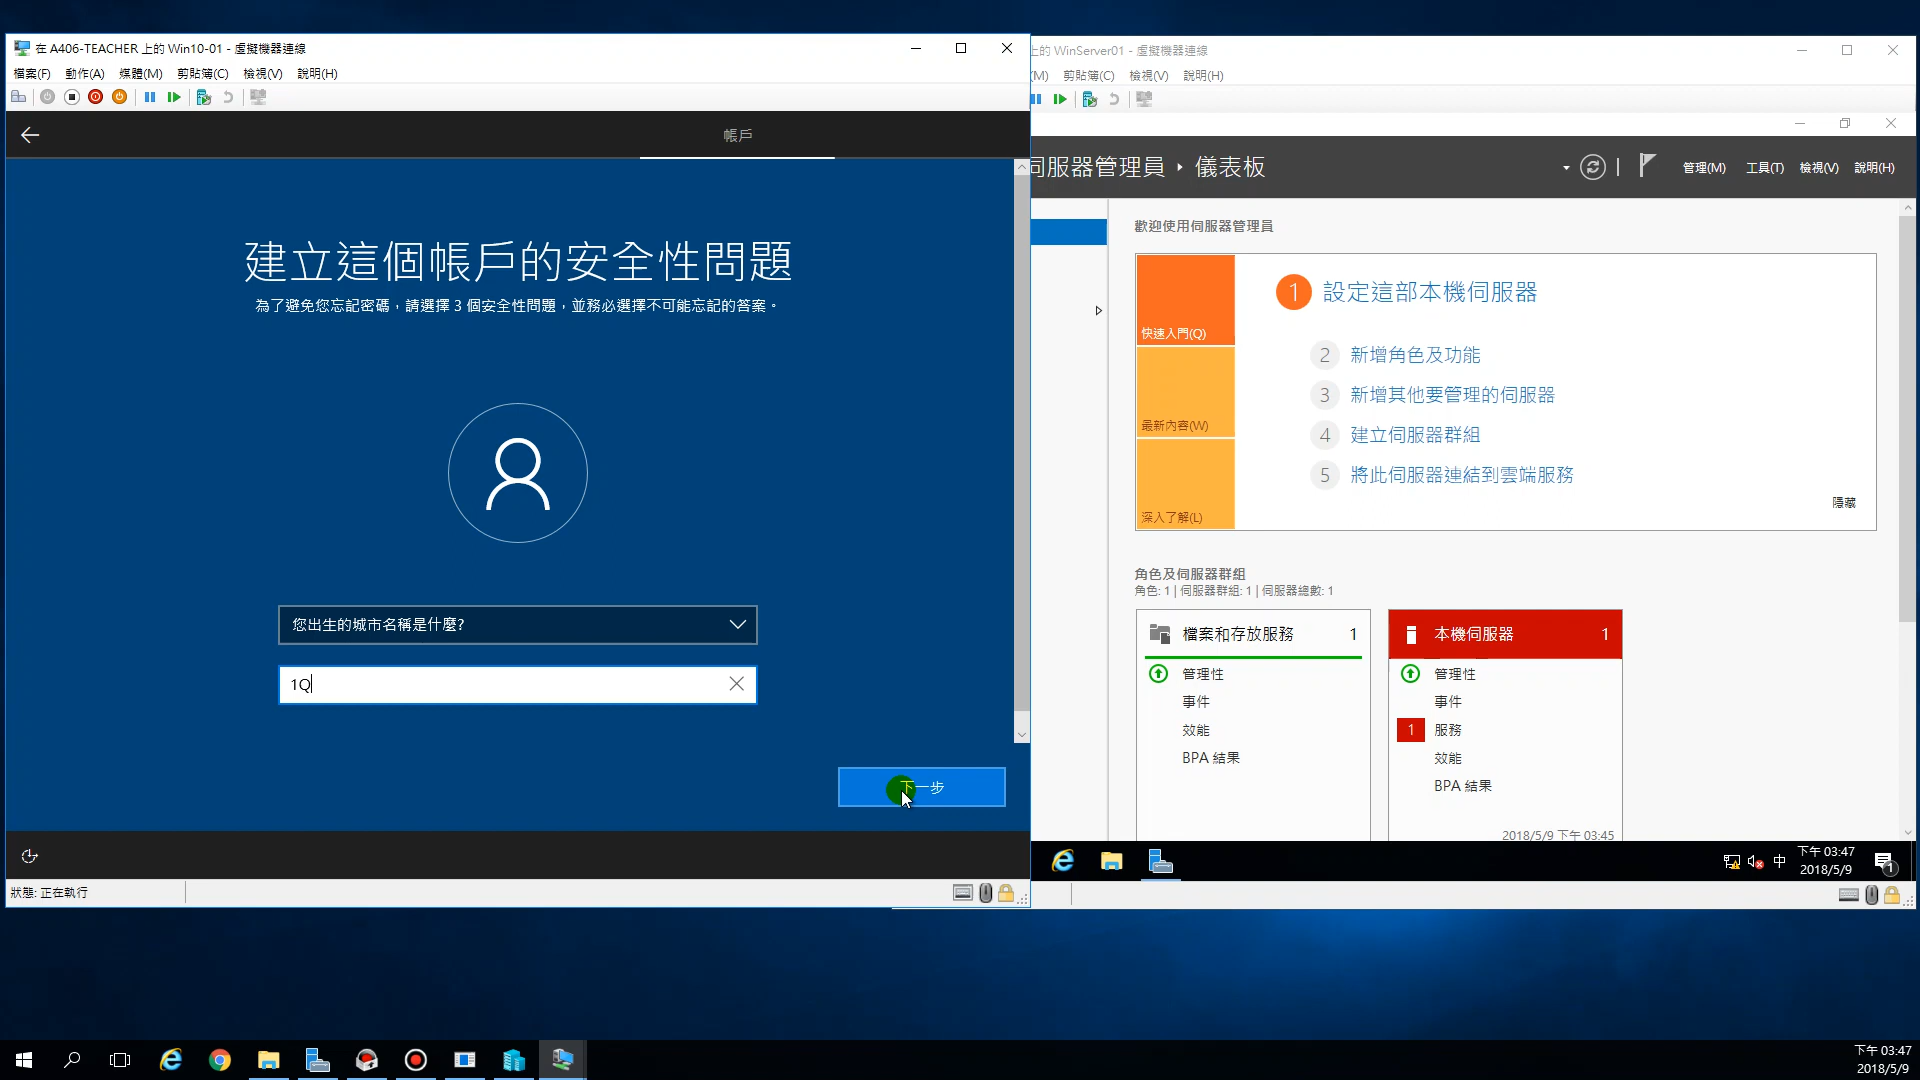 在 A406-TEACHER 上的 Win10-01 - 虛擬機器連線
檔案(F) 動作(A) 媒體(M) 剪貼簿(C) 檢視(V) 說明(H)
帳戶
建立這個帳戶的安全性問題
為了避免您忘記密碼，請選擇 3 個安全性問題，並務必選擇不可能忘記的答案。
您出生的城市名稱是什麼?
1Q
下一步
狀態: 正在執行
上的 WinServer01 - 虛擬機器連線
(M) 剪貼簿(C) 檢視(V) 說明(H)
伺服器管理員 ‣ 儀表板
管理(M) 工具(T) 檢視(V) 說明(H)
歡迎使用伺服器管理員
快速入門(Q)
最新內容(W)
深入了解(L)
1 設定這部本機伺服器
2 新增角色及功能
3 新增其他要管理的伺服器
4 建立伺服器群組
5 將此伺服器連結到雲端服務
隱藏
角色及伺服器群組
角色: 1 | 伺服器群組: 1 | 伺服器總數: 1
檔案和存放服務 1
管理性
事件
效能
BPA 結果
本機伺服器 1
管理性
事件
1 服務
效能
BPA 結果
2018/5/9 下午 03:45
中
下午 03:47
2018/5/9
1
下午 03:47
2018/5/9